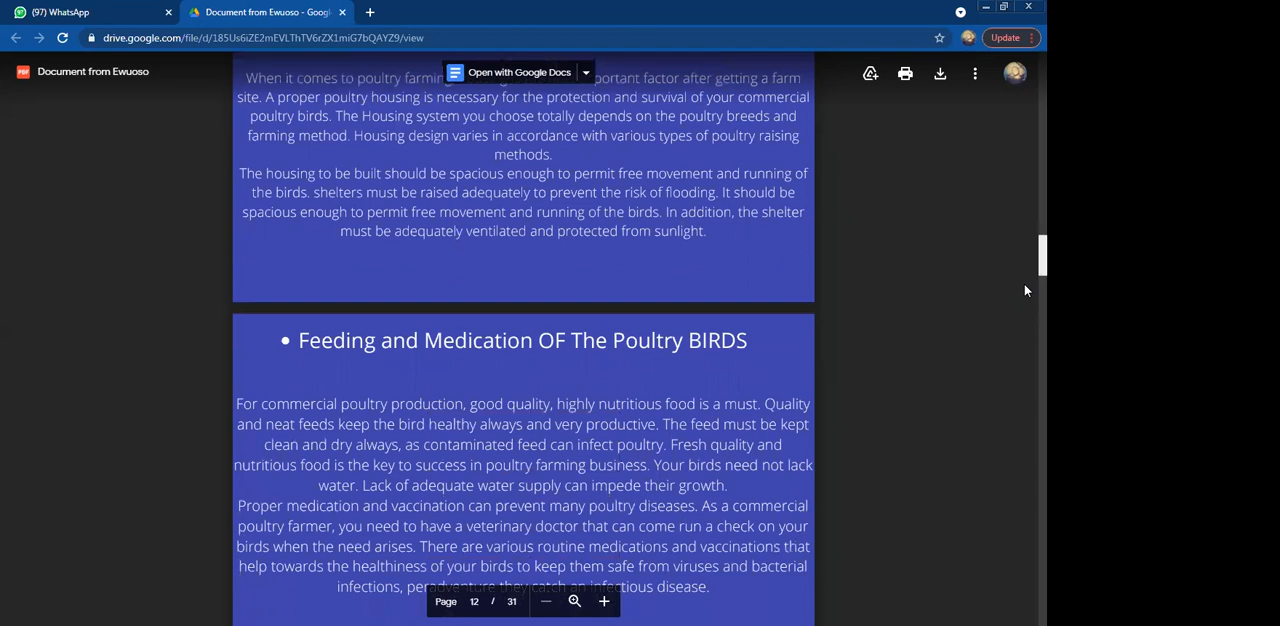 (97) WhatsApp
Document from Ewuoso - Googl
drive.google.com/file/d/185Us6iZE2mEVLThTV6rZX1miG7bQAYZ9/view
Update
PDF
Document from Ewuoso
Open with Google Docs
When it comes to poultry farming portant factor after getting a farm
site. A proper poultry housing is necessary for the protection and survival of your commercial
poultry birds. The Housing system you choose totally depends on the poultry breeds and
farming method. Housing design varies in accordance with various types of poultry raising
methods.
The housing to be built should be spacious enough to permit free movement and running of
the birds. shelters must be raised adequately to prevent the risk of flooding. It should be
spacious enough to permit free movement and running of the birds. In addition, the shelter
must be adequately ventilated and protected from sunlight.
• Feeding and Medication OF The Poultry BIRDS
For commercial poultry production, good quality, highly nutritious food is a must. Quality
and neat feeds keep the bird healthy always and very productive. The feed must be kept
clean and dry always, as contaminated feed can infect poultry. Fresh quality and
nutritious food is the key to success in poultry farming business. Your birds need not lack
water. Lack of adequate water supply can impede their growth.
Proper medication and vaccination can prevent many poultry diseases. As a commercial
poultry farmer, you need to have a veterinary doctor that can come run a check on your
birds when the need arises. There are various routine medications and vaccinations that
help towards the healthiness of your birds to keep them safe from viruses and bacterial
infections, peradventure they catch an infectious disease.
Page 12 / 31